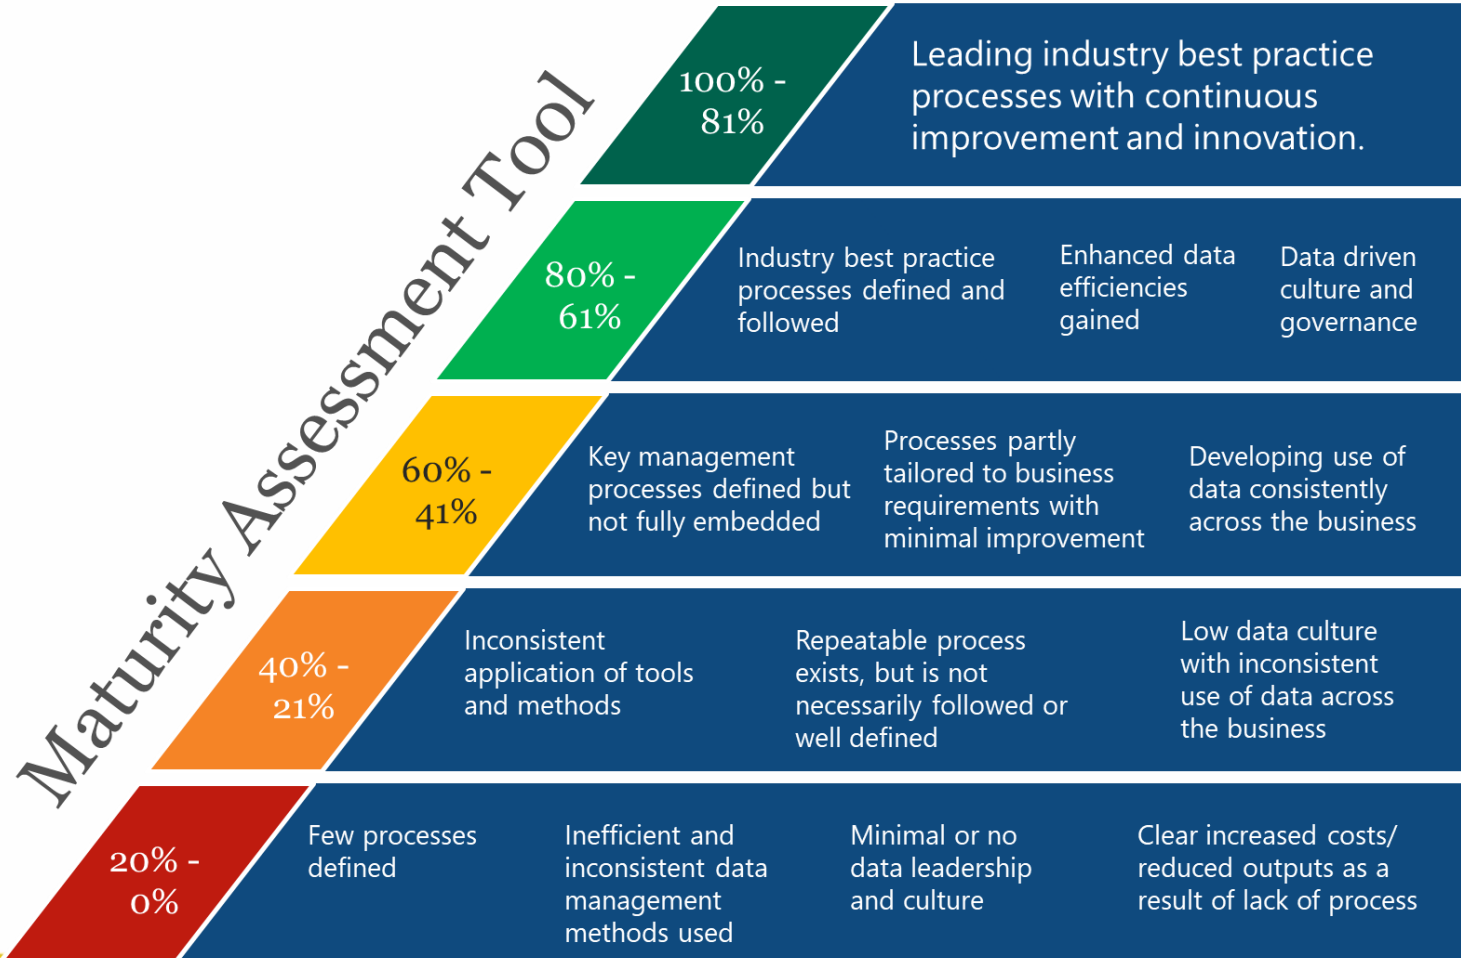 Maturity Assessment Tool
100% -
81%
Leading industry best practice
processes with continuous
improvement and innovation.
80% -
61%
Industry best practice
processes defined and
followed
Enhanced data
efficiencies
gained
Data driven
culture and
governance
60% -
41%
Key management
processes defined but
not fully embedded
Processes partly
tailored to business
requirements with
minimal improvement
Developing use of
data consistently
across the business
40% -
21%
Inconsistent
application of tools
and methods
Repeatable process
exists, but is not
necessarily followed or
well defined
Low data culture
with inconsistent
use of data across
the business
20% -
0%
Few processes
defined
Inefficient and
inconsistent data
management
methods used
Minimal or no
data leadership
and culture
Clear increased costs/
reduced outputs as a
result of lack of process